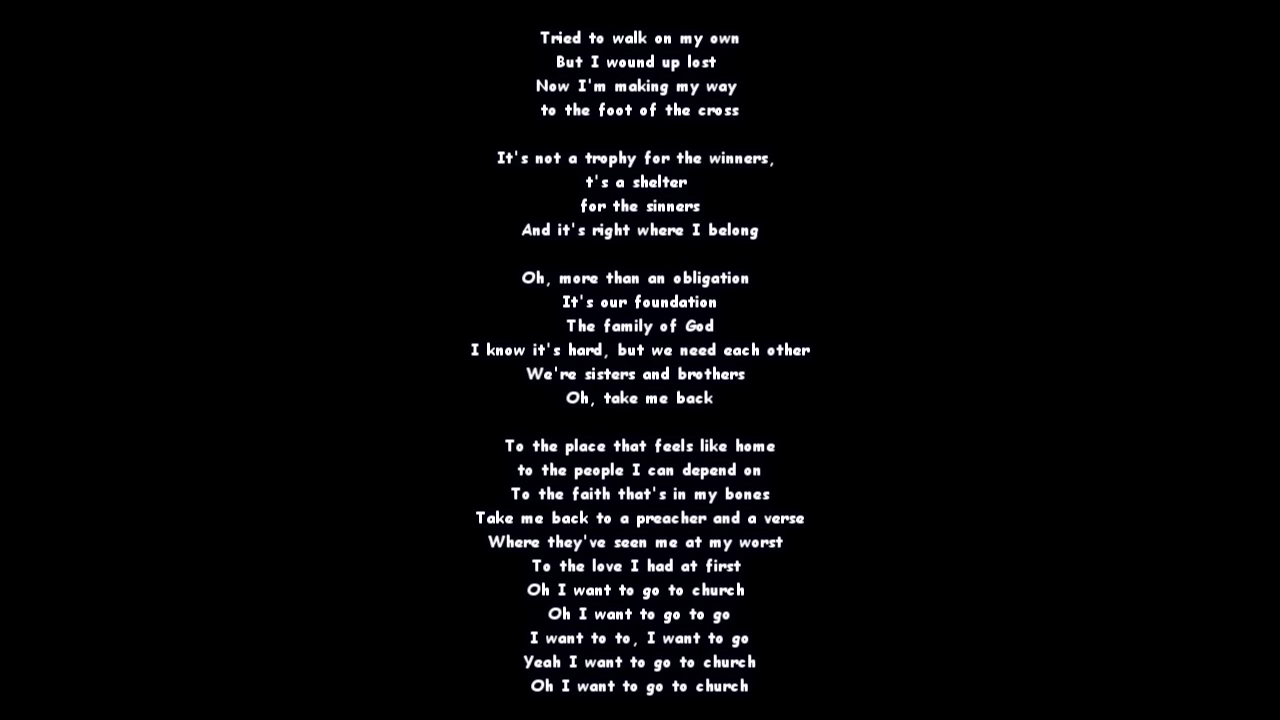 Tried to walk on my own
But I wound up lost
Now I'm making my way
to the foot of the cross
It's not a trophy for the winners,
t's a shelter
for the sinners
And it's right where I belong
Oh, more than an obligation
It's our foundation
The family of God
I know it's hard, but we need each other
We're sisters and brothers
Oh, take me back
To the place that feels like home
to the people I can depend on
To the faith that's in my bones
Take me back to a preacher and a verse
Where they've seen me at my worst
To the love I had at first
Oh I want to go to church
Oh I want to go to go
I want to to, I want to go
Yeah I want to go to church
Oh I want to go to church